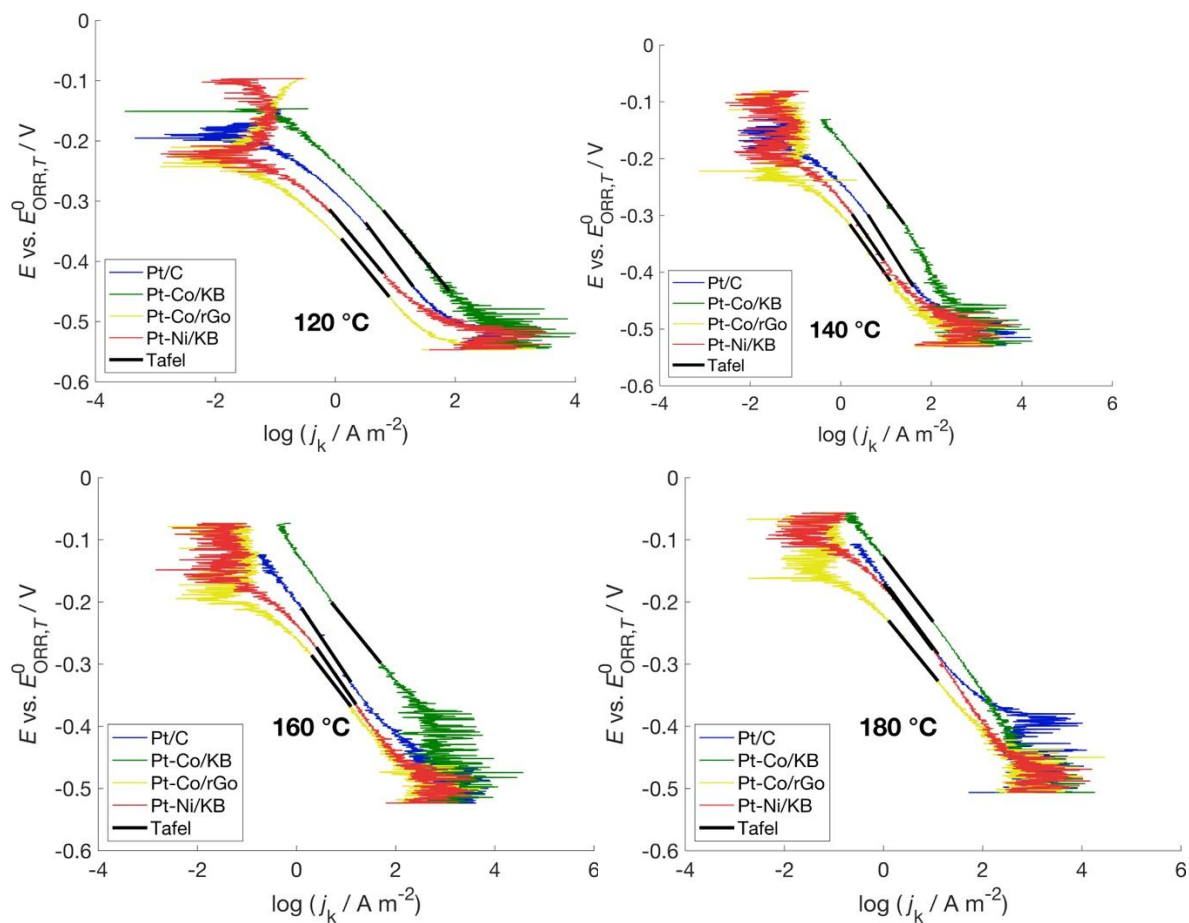 0
-0.1
-0.2
-0.3
-0.4
-0.5
-0.6
E vs. E⁰ORR,T / V
Pt/C
Pt-Co/KB
Pt-Co/rGo
Pt-Ni/KB
Tafel
120 °C
-4 -2 0 2 4
log (jk / A m⁻²)
0
-0.1
-0.2
-0.3
-0.4
-0.5
-0.6
E vs. E⁰ORR,T / V
Pt/C
Pt-Co/KB
Pt-Co/rGo
Pt-Ni/KB
Tafel
140 °C
-4 -2 0 2 4 6
log (jk / A m⁻²)
0
-0.1
-0.2
-0.3
-0.4
-0.5
-0.6
E vs. E⁰ORR,T / V
Pt/C
Pt-Co/KB
Pt-Co/rGo
Pt-Ni/KB
Tafel
160 °C
-4 -2 0 2 4 6
log (jk / A m⁻²)
0
-0.1
-0.2
-0.3
-0.4
-0.5
-0.6
E vs. E⁰ORR,T / V
Pt/C
Pt-Co/KB
Pt-Co/rGo
Pt-Ni/KB
Tafel
180 °C
-4 -2 0 2 4 6
log (jk / A m⁻²)